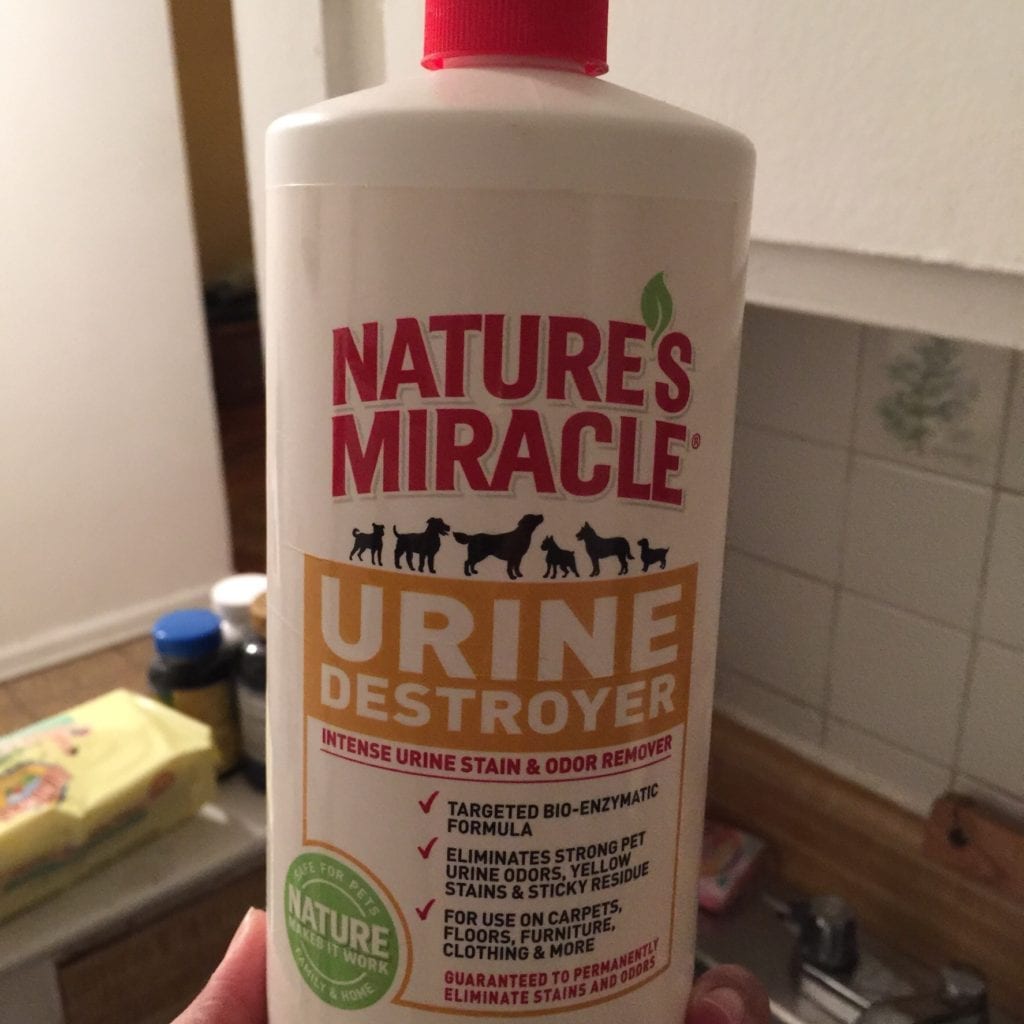 NATURE'S
MIRACLE®
URINE
DESTROYER
INTENSE URINE STAIN & ODOR REMOVER
✓ TARGETED BIO-ENZYMATIC
FORMULA
✓ ELIMINATES STRONG PET
URINE ODORS, YELLOW
STAINS & STICKY RESIDUE
✓ FOR USE ON CARPETS,
FLOORS, FURNITURE,
CLOTHING & MORE
GUARANTEED TO PERMANENTLY
ELIMINATE STAINS AND ODORS
SAFE FOR PETS
NATURE
MAKES IT WORK
FAMILY & HOME